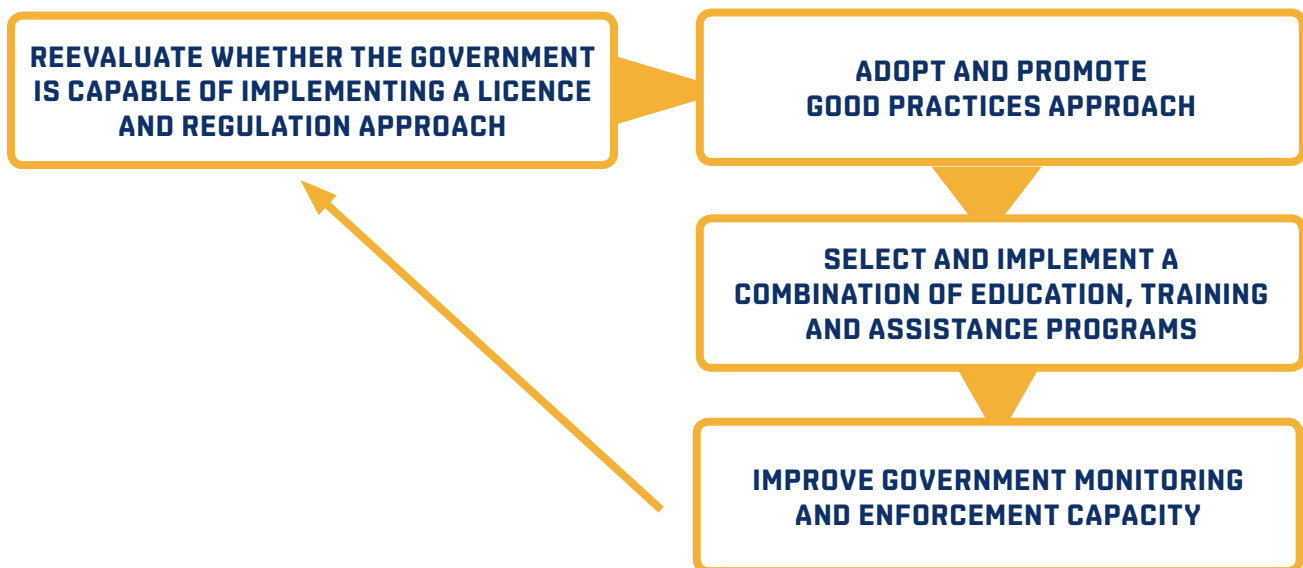 REEVALUATE WHETHER THE GOVERNMENT
IS CAPABLE OF IMPLEMENTING A LICENCE
AND REGULATION APPROACH
ADOPT AND PROMOTE
GOOD PRACTICES APPROACH
SELECT AND IMPLEMENT A
COMBINATION OF EDUCATION, TRAINING
AND ASSISTANCE PROGRAMS
IMPROVE GOVERNMENT MONITORING
AND ENFORCEMENT CAPACITY